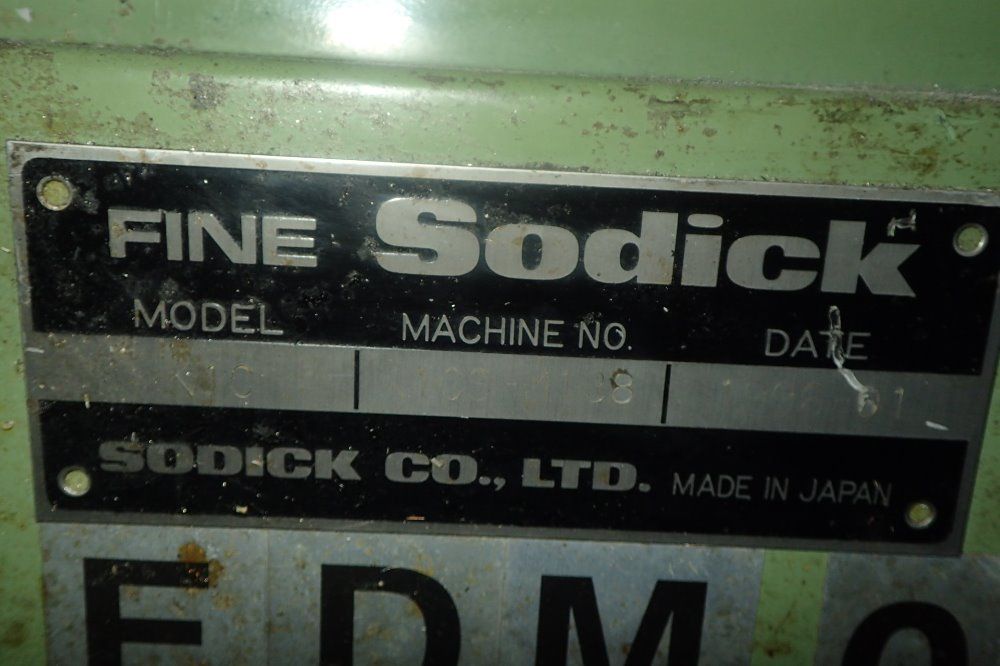 FINE Sodick
MODEL MACHINE NO. DATE
SODICK CO., LTD. MADE IN JAPAN
EDM